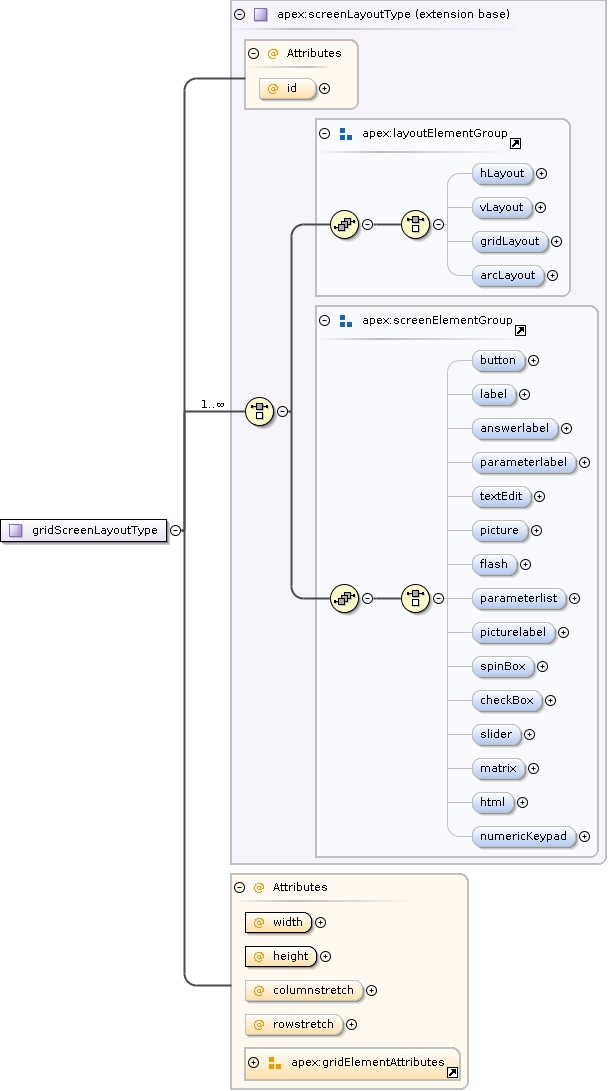 apex:screenLayoutType (extension base)
@ Attributes
@ id
apex:layoutElementGroup
hLayout
vLayout
gridLayout
arcLayout
apex:screenElementGroup
button
label
1..∞
answerlabel
parameterlabel
textEdit
gridScreenLayoutType
picture
flash
parameterlist
picturelabel
spinBox
checkBox
slider
matrix
html
numericKeypad
@ Attributes
@ width
@ height
@ columnstretch
@ rowstretch
apex:gridElementAttributes